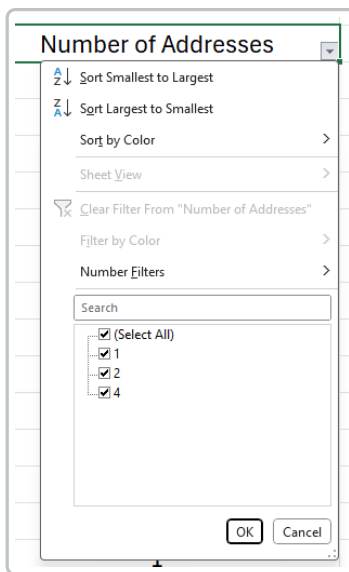 Number of Addresses
Sort Smallest to Largest
Sort Largest to Smallest
Sort by Color
Sheet View
Clear Filter From "Number of Addresses"
Filter by Color
Number Filters
Search
(Select All)
1
2
4
OK Cancel